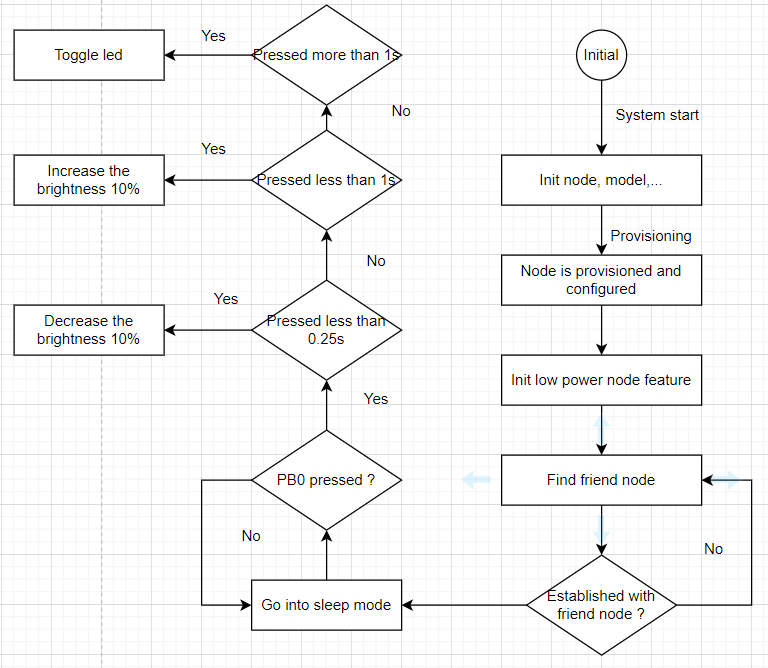 Yes
Toggle led
Pressed more than 1s
Initial
No
System start
Yes
Increase the
brightness 10%
Pressed less than 1s
Init node, model,...
Provisioning
No
Node is provisioned and
configured
Yes
Decrease the
brightness 10%
Pressed less than
0.25s
Init low power node feature
Yes
PB0 pressed ?
Find friend node
No
No
Go into sleep mode
Established with
friend node ?